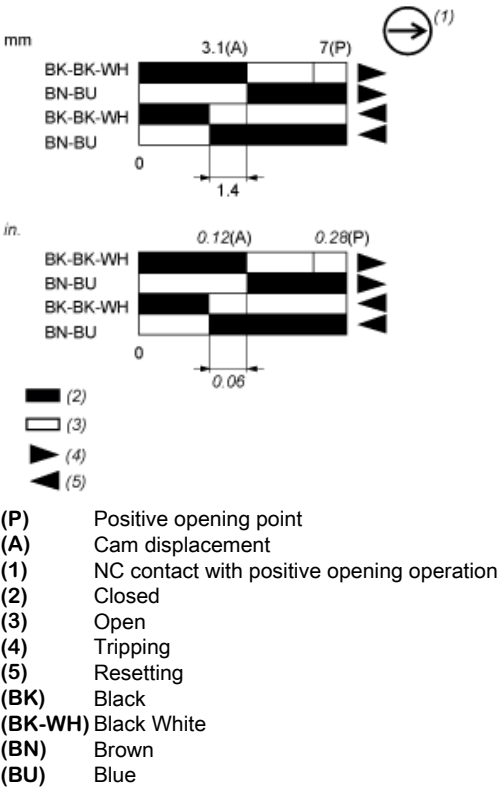 (1)
mm
3.1(A) 7(P)
BK-BK-WH
BN-BU
BK-BK-WH
BN-BU
0
1.4
in.
0.12(A) 0.28(P)
BK-BK-WH
BN-BU
BK-BK-WH
BN-BU
0
0.06
(2)
(3)
(4)
(5)
(P) Positive opening point
(A) Cam displacement
(1) NC contact with positive opening operation
(2) Closed
(3) Open
(4) Tripping
(5) Resetting
(BK) Black
(BK-WH) Black White
(BN) Brown
(BU) Blue